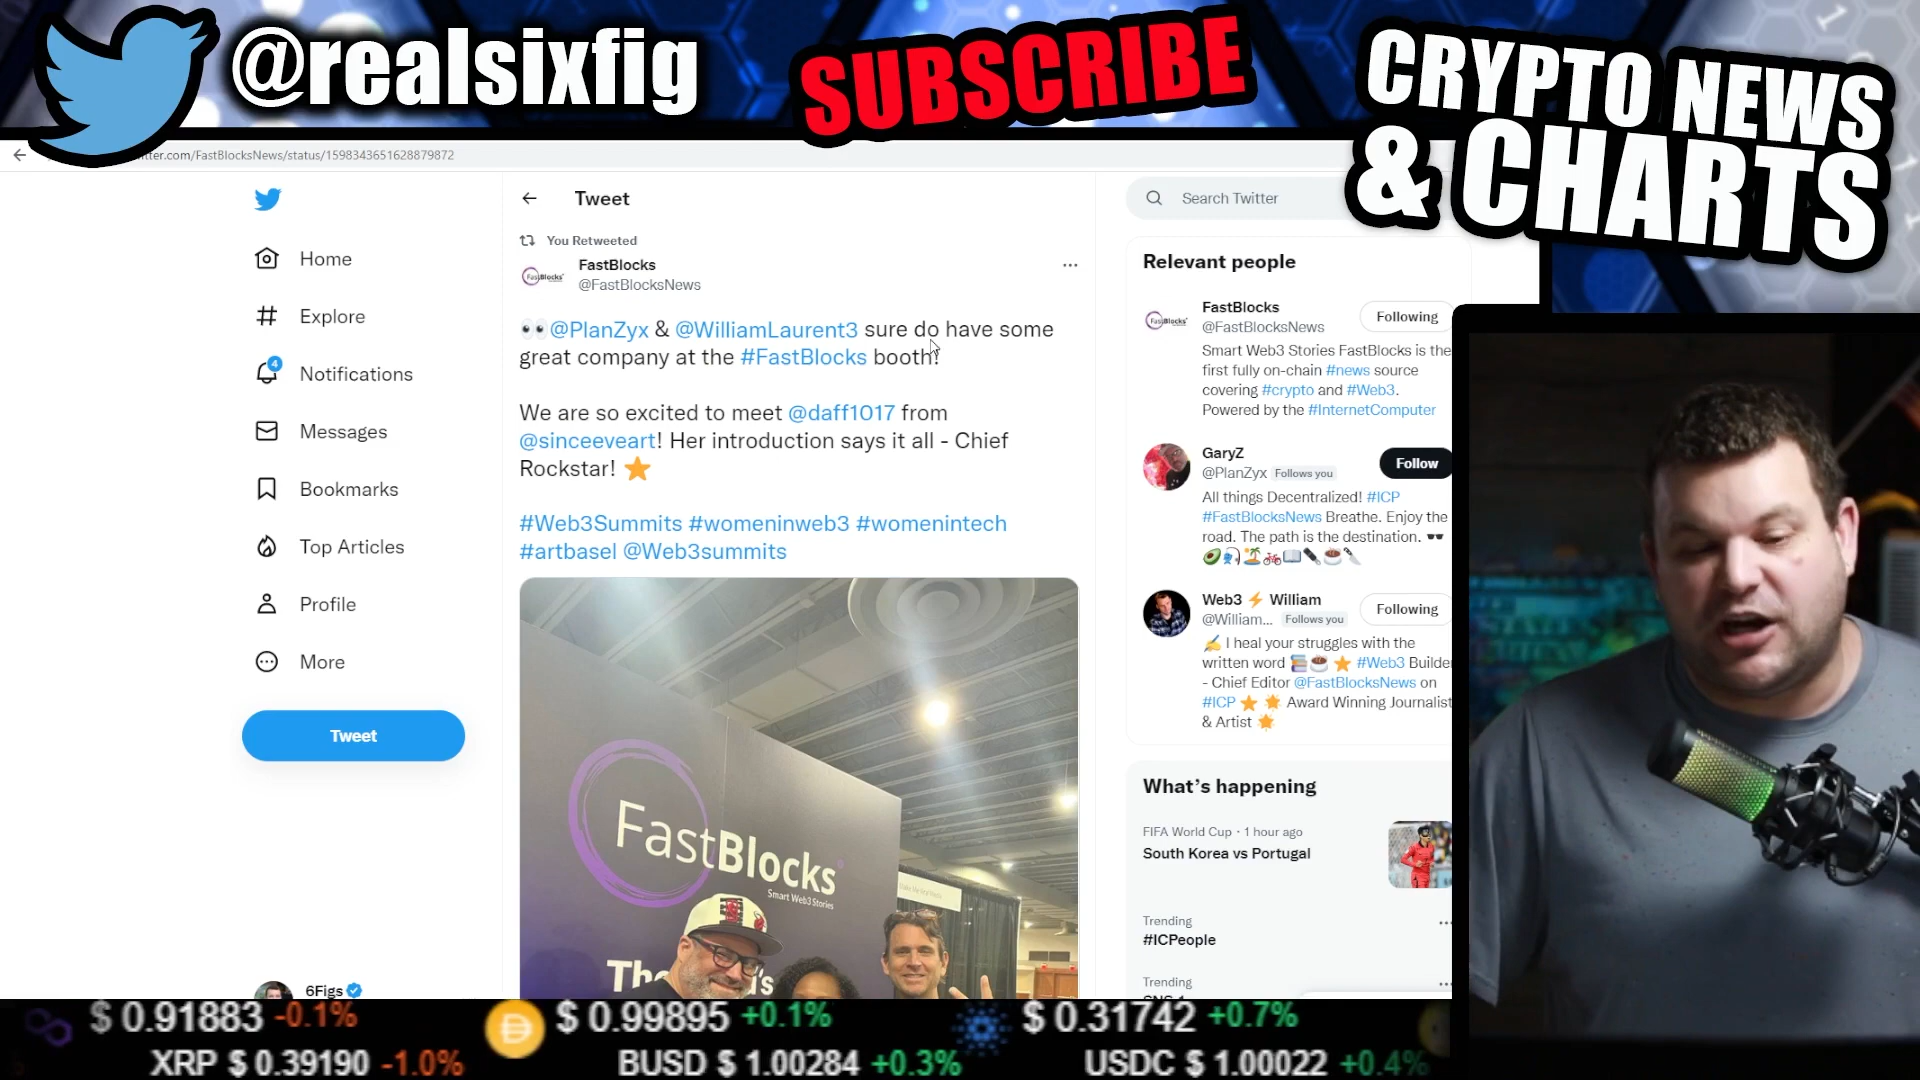 @realsixfig
SUBSCRIBE
CRYPTO NEWS
& CHARTS
tter.com/FastBlocksNews/status/1598343651628879872
Home
Explore
4
Notifications
Messages
Bookmarks
Top Articles
Profile
More
Tweet
6Figs
Tweet
You Retweeted
FastBlocks
@FastBlocksNews
👀@PlanZyx & @WilliamLaurent3 sure do have some
great company at the #FastBlocks booth!
We are so excited to meet @daff1017 from
@sinceeveart! Her introduction says it all - Chief
Rockstar! ⭐
#Web3Summits #womeninweb3 #womenintech
#artbasel @Web3summits
FastBlocks
Smart Web3 Stories
Search Twitter
Relevant people
FastBlocks
@FastBlocksNews
Following
Smart Web3 Stories FastBlocks is the
first fully on-chain #news source
covering #crypto and #Web3.
Powered by the #InternetComputer
GaryZ
@PlanZyx Follows you
Follow
All things Decentralized! #ICP
#FastBlocksNews Breathe. Enjoy the
road. The path is the destination. 🕶
Web3 ⚡ William
@William... Follows you
Following
✍ I heal your struggles with the
written word 📚☕ ⭐ #Web3 Builder
- Chief Editor @FastBlocksNews on
#ICP ⭐ 🌟 Award Winning Journalist
& Artist 🌟
What's happening
FIFA World Cup · 1 hour ago
South Korea vs Portugal
Trending
#ICPeople
Trending
$ 0.91883 -0.1% $ 0.99895 +0.1% $ 0.31742 +0.7%
XRP $ 0.39190 -1.0% BUSD $ 1.00284 +0.3% USDC $ 1.00022 +0.4%